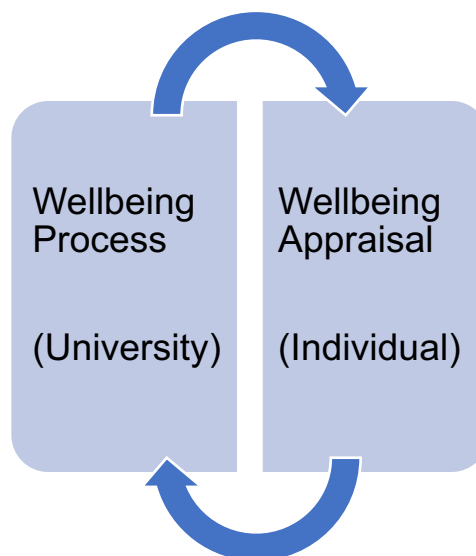 Wellbeing
Process
(University)
Wellbeing
Appraisal
(Individual)